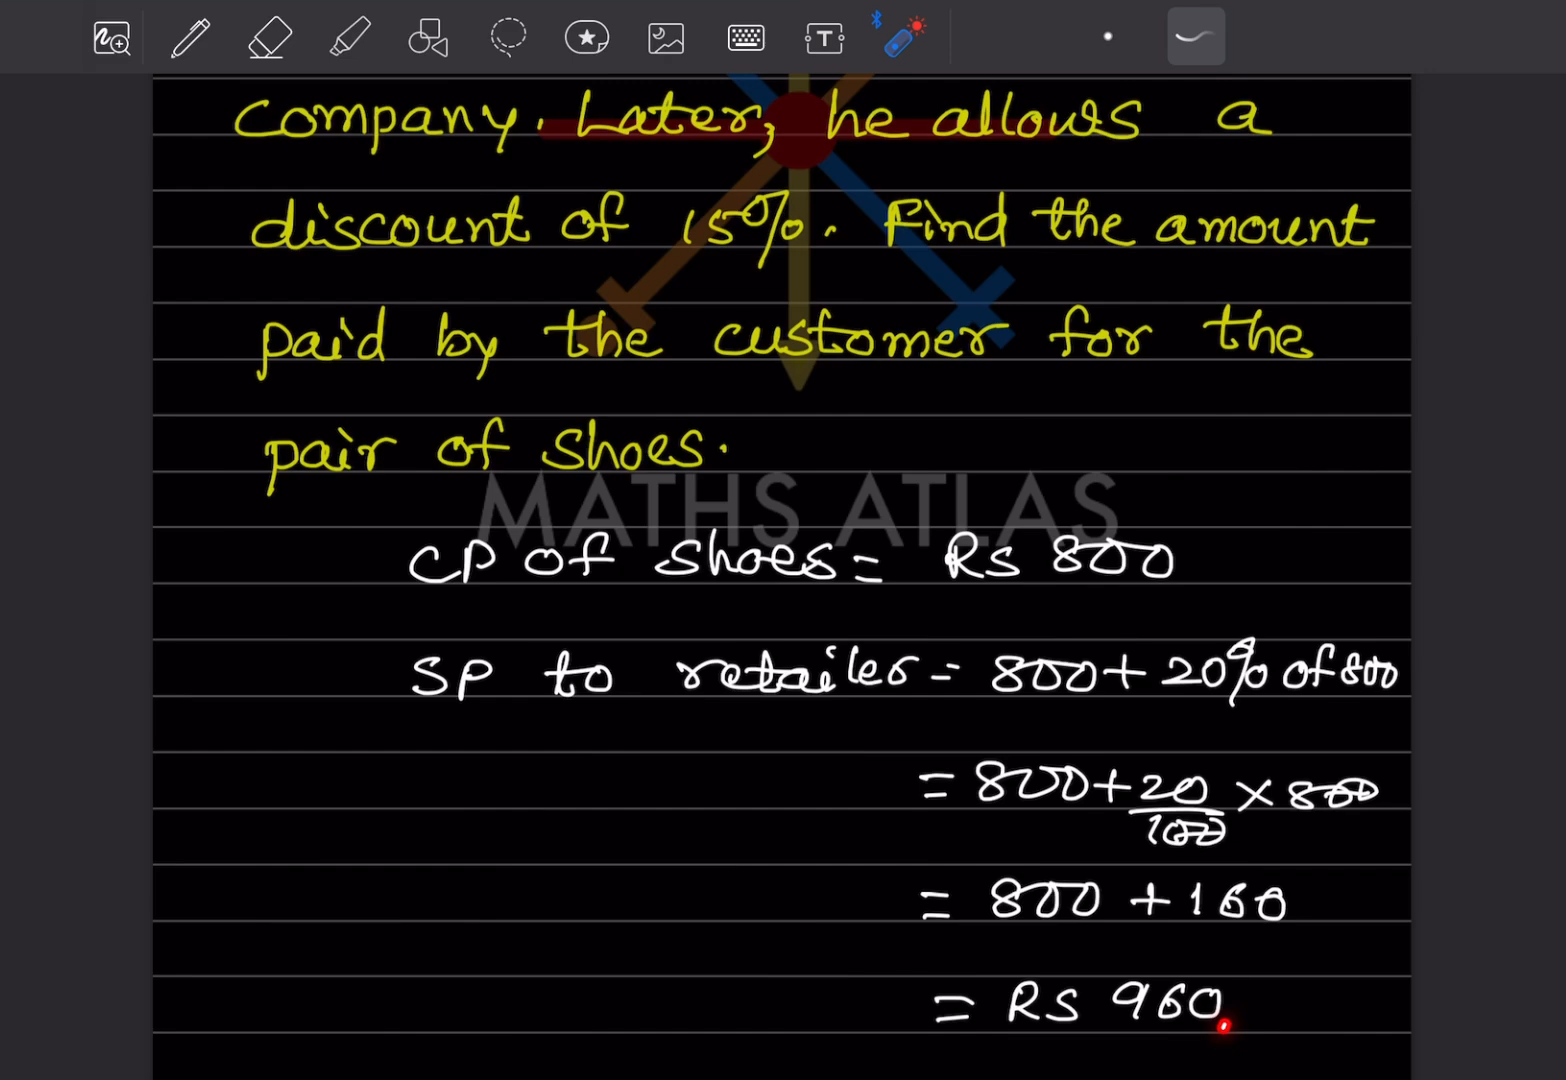 company. Later, he allows a
discount of 15%. Find the amount
paid by the customer for the
pair of shoes.
MATHS ATLAS
CP of shoes = Rs 800
SP to retailer = 800 + 20% of 800
= 800 + 20/100 × 800
= 800 + 160
= Rs 960